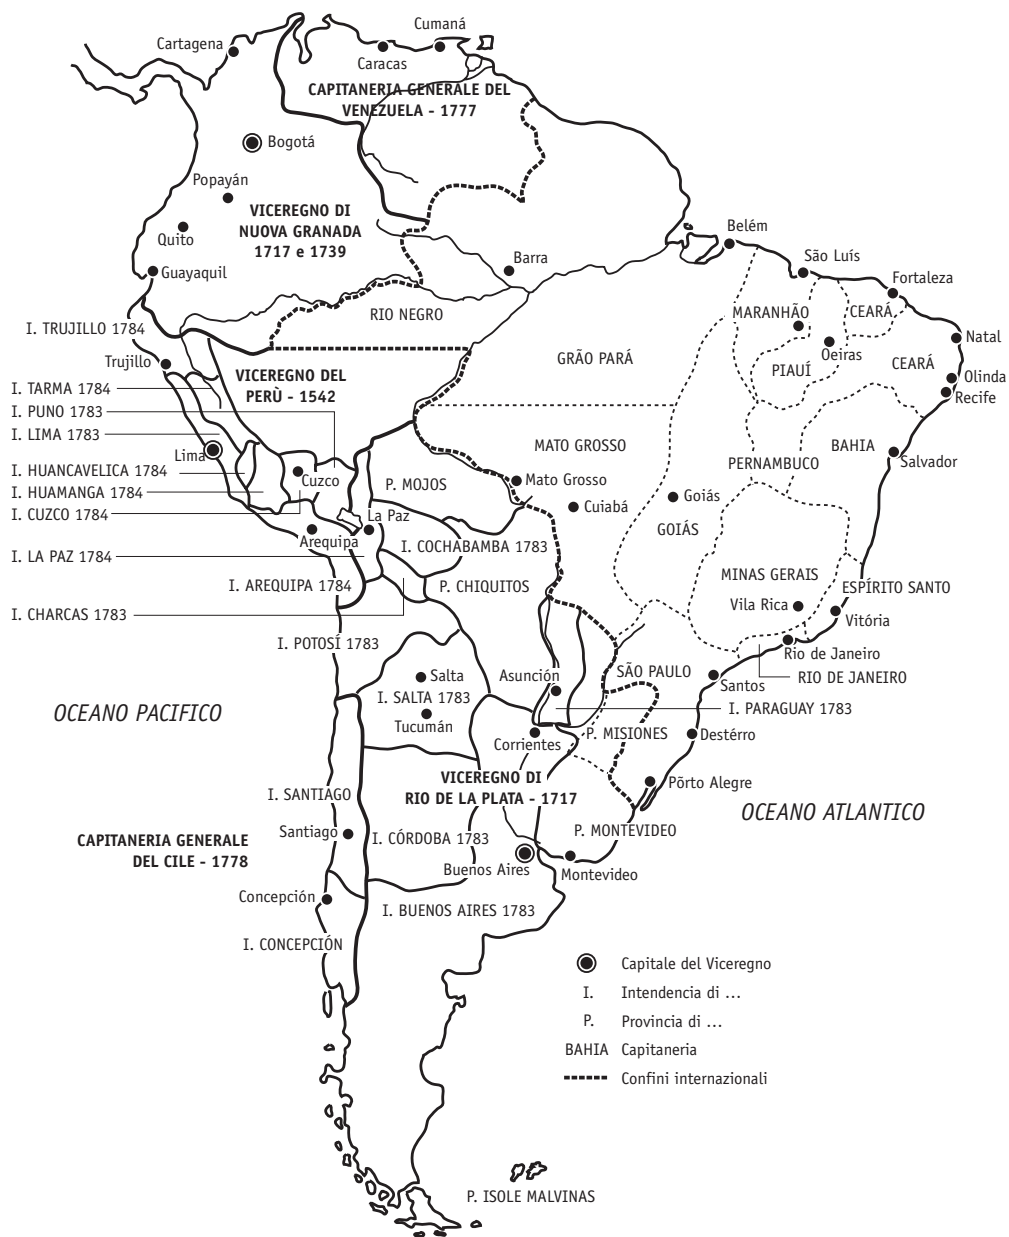 Cumaná
Cartagena
Caracas
CAPITANERIA GENERALE DEL
VENEZUELA - 1777
Bogotá
Popayán
VICEREGNO DI
NUOVA GRANADA
1717 e 1739
Quito
Guayaquil
Barra
Belém
São Luís
Fortaleza
MARANHÃO
CEARÁ
RIO NEGRO
I. TRUJILLO 1784
Natal
Oeiras
GRÃO PARÁ
Trujillo
CEARÁ
PIAUÍ
VICEREGNO DEL
PERÙ - 1542
Olinda
I. TARMA 1784
Recife
I. PUNO 1783
I. LIMA 1783
MATO GROSSO
BAHIA
Lima
Salvador
PERNAMBUCO
I. HUANCAVELICA 1784
Cuzco
P. MOJOS
Mato Grosso
I. HUAMANGA 1784
Goiás
Cuiabá
I. CUZCO 1784
La Paz
GOIÁS
Arequipa
I. COCHABAMBA 1783
I. LA PAZ 1784
MINAS GERAIS
I. AREQUIPA 1784
P. CHIQUITOS
ESPÍRITO SANTO
Vila Rica
I. CHARCAS 1783
Vitória
I. POTOSÍ 1783
Rio de Janeiro
SÃO PAULO
Salta
Asunción
RIO DE JANEIRO
Santos
I. SALTA 1783
OCEANO PACIFICO
I. PARAGUAY 1783
Tucumán
P. MISIONES
Destérro
Corrientes
VICEREGNO DI
RIO DE LA PLATA - 1717
Põrto Alegre
I. SANTIAGO
OCEANO ATLANTICO
Santiago
P. MONTEVIDEO
CAPITANERIA GENERALE
DEL CILE - 1778
I. CÓRDOBA 1783
Buenos Aires
Montevideo
Concepción
I. BUENOS AIRES 1783
I. CONCEPCIÓN
Capitale del Viceregno
I. Intendencia di ...
P. Provincia di ...
BAHIA Capitaneria
Confini internazionali
P. ISOLE MALVINAS